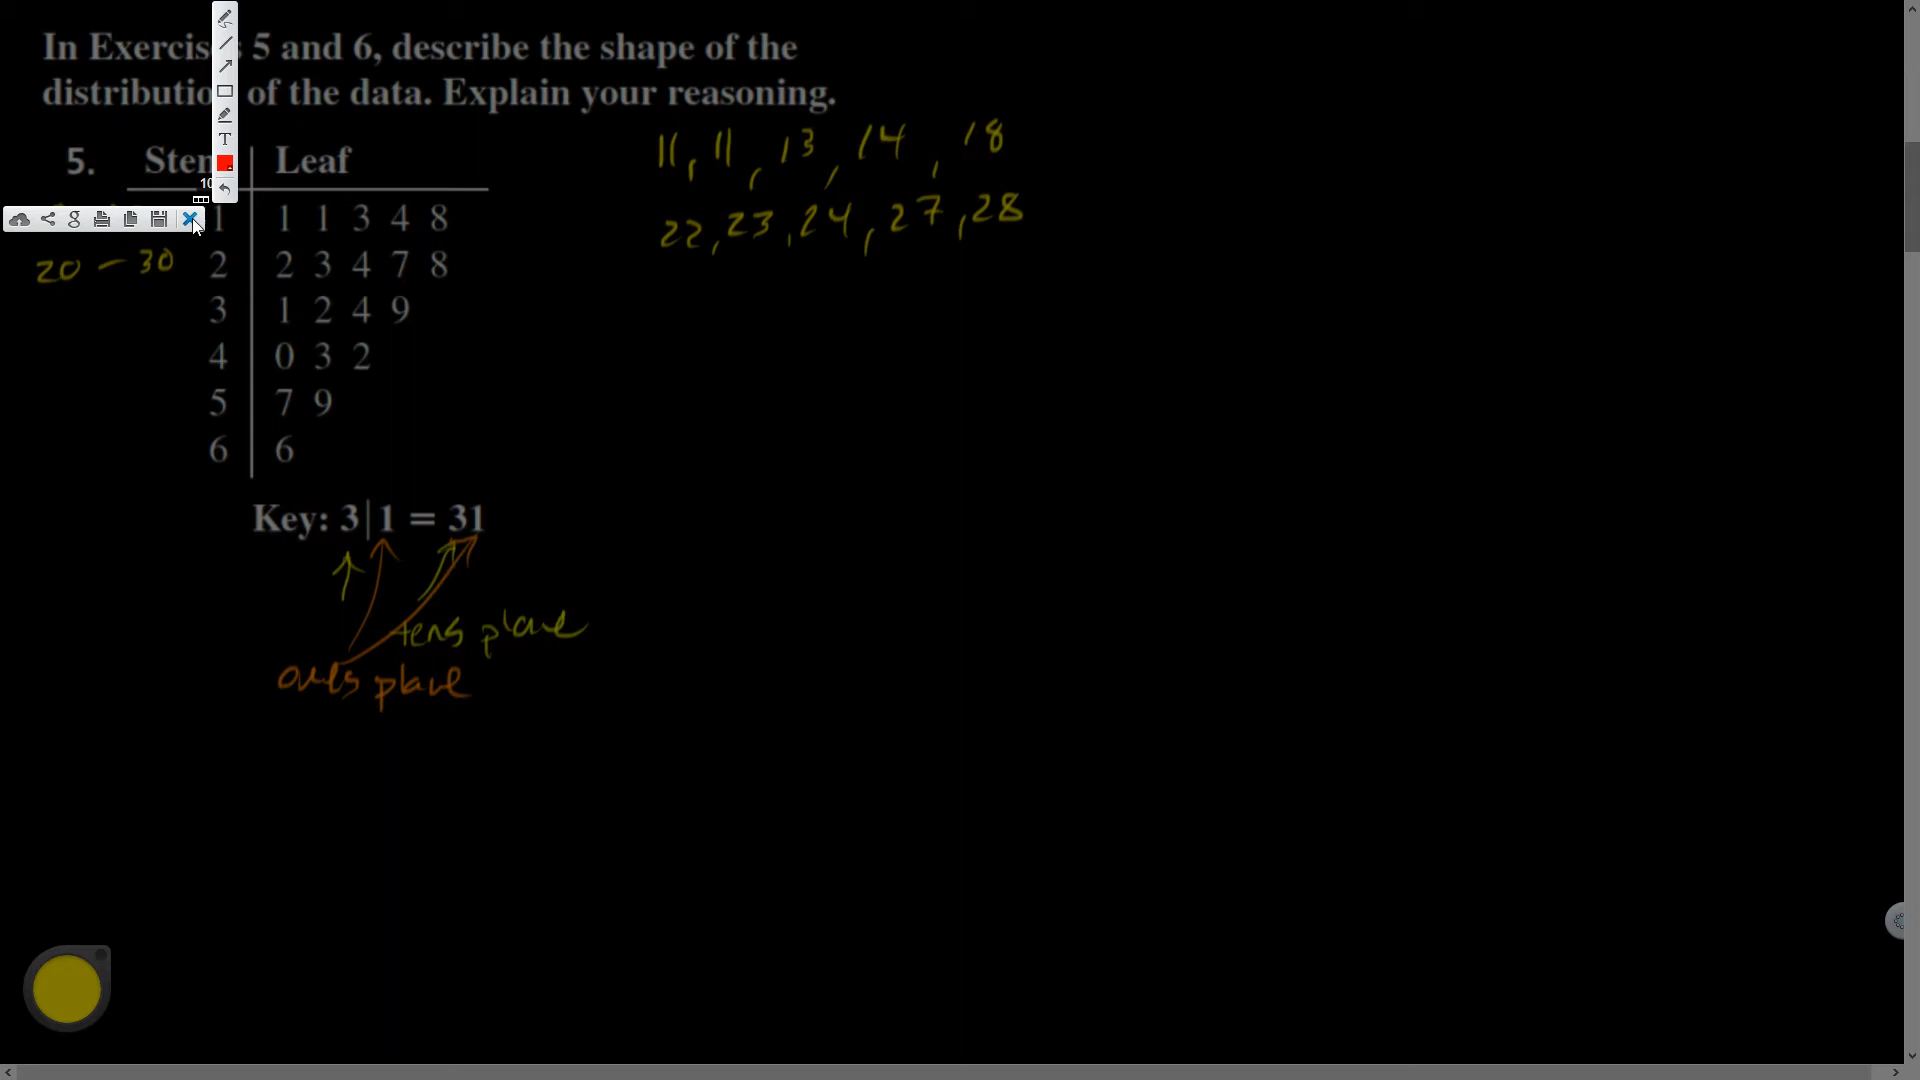 In Exercis 5 and 6, describe the shape of the
distributio of the data. Explain your reasoning.
11, 11, 13, 14, 18
5. Sten Leaf
T
10
1 1 1 3 4 8
22, 23, 24, 27, 28
20 - 30 2 2 3 4 7 8
3 1 2 4 9
4 0 3 2
5 7 9
6 6
Key: 3|1 = 31
tens place
ones place